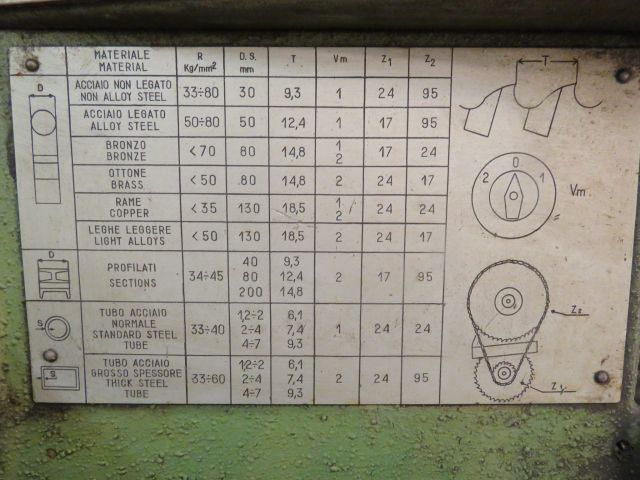 MATERIALE R D.S. T Vm Z1 Z2
MATERIAL Kg/mm² mm
D ACCIAIO NON LEGATO 33÷80 30 9,3 1 24 95
NON ALLOY STEEL
ACCIAIO LEGATO 50÷80 50 12,4 1 17 95
ALLOY STEEL
BRONZO <70 80 14,8 1 17 24
BRONZE 2
OTTONE <50 80 14,8 2 24 17
BRASS
RAME <35 130 18,5 1 24 24
COPPER 2
LEGHE LEGGERE <50 130 18,5 2 24 17
LIGHT ALLOYS
D PROFILATI 34÷45 40 9,3 2 17 95
SECTIONS 80 12,4
200 14,8
S TUBO ACCIAIO 33÷40 1,2÷2 6,1 1 24 24
NORMALE 2÷4 7,4
STANDARD STEEL 4÷7 9,3
TUBE
S TUBO ACCIAIO 33÷60 1,2÷2 6,1 2 24 95
GROSSO SPESSORE 2÷4 7,4
THICK STEEL 4÷7 9,3
TUBE
T
0
2 1 Vm
Z2
Z1